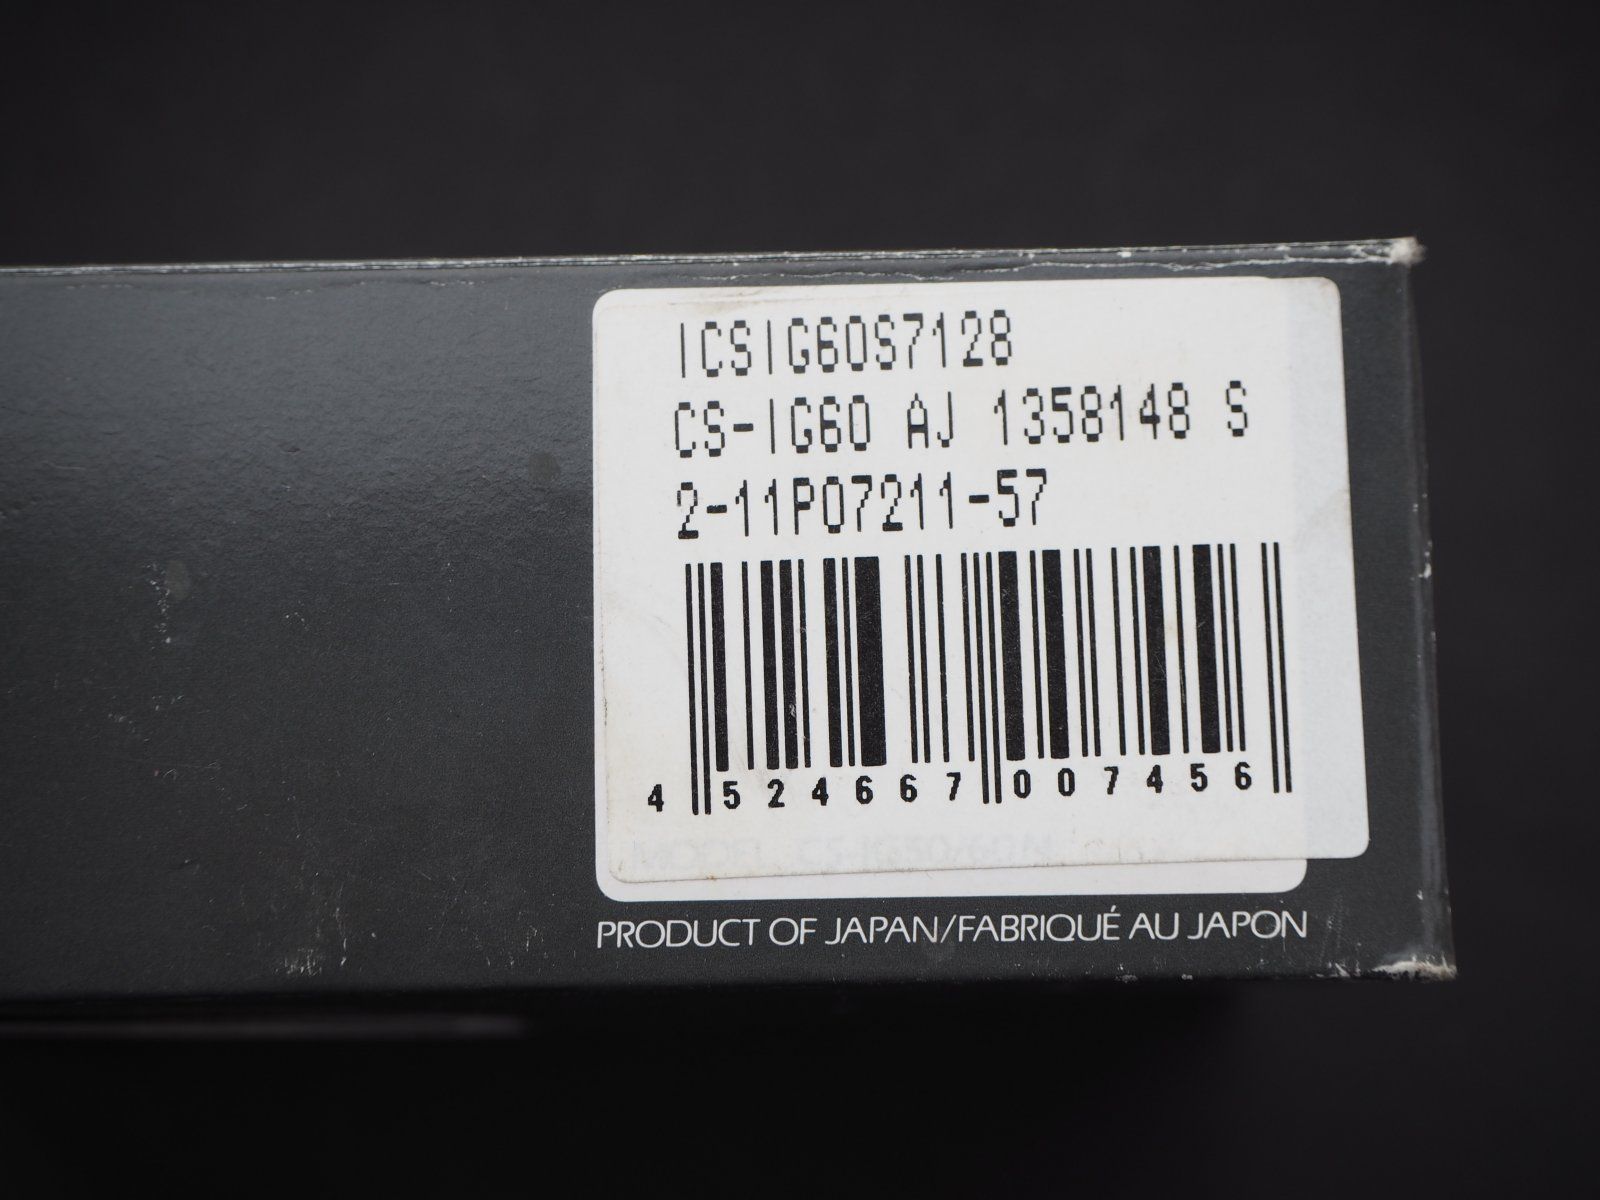 ICSIG60S7128
CS-IG60 AJ 1358148 S
2-11P07211-57
4 524667 007456
PRODUCT OF JAPAN/FABRIQUÉ AU JAPON